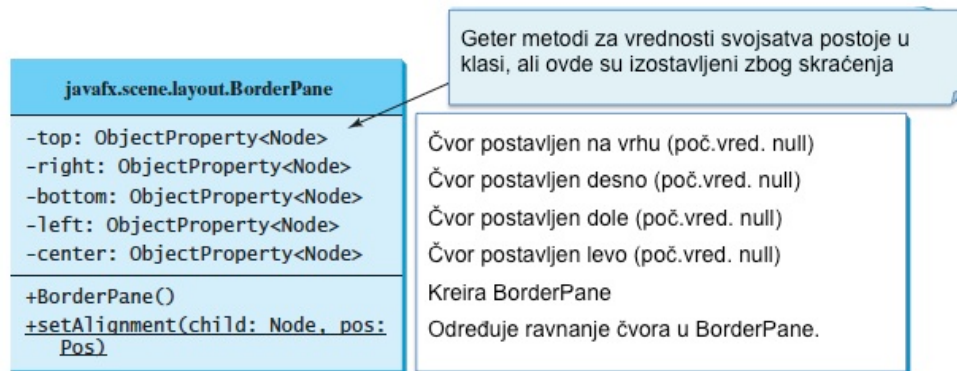 Geter metodi za vrednosti svojsatva postoje u
klasi, ali ovde su izostavljeni zbog skraćenja
javafx.scene.layout.BorderPane
-top: ObjectProperty<Node>
-right: ObjectProperty<Node>
-bottom: ObjectProperty<Node>
-left: ObjectProperty<Node>
-center: ObjectProperty<Node>
+BorderPane()
+setAlignment(child: Node, pos:
Pos)
Čvor postavljen na vrhu (poč.vred. null)
Čvor postavljen desno (poč.vred. null)
Čvor postavljen dole (poč.vred. null)
Čvor postavljen levo (poč.vred. null)
Kreira BorderPane
Određuje ravnanje čvora u BorderPane.